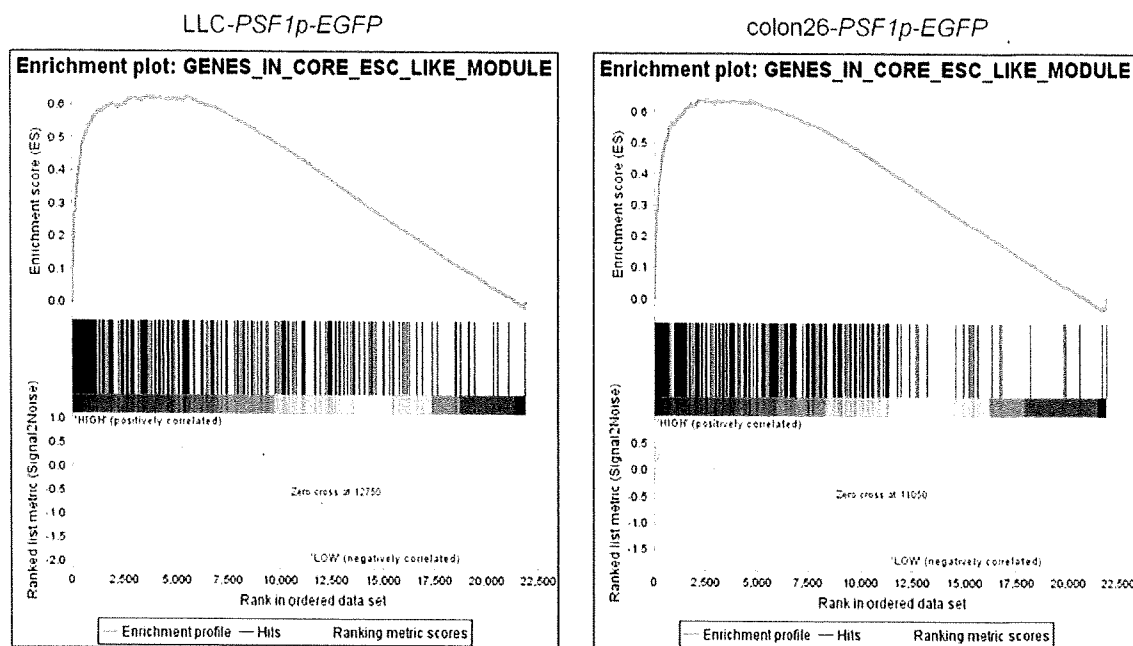 LLC-PSF1p-EGFP
Enrichment plot: GENES_IN_CORE_ESC_LIKE_MODULE
Enrichment score (ES)
0.6
0.5
0.4
0.3
0.2
0.1
0.0
Ranked list metric (Signal2Noise)
1.0
0.5
0.0
-0.5
-1.0
-1.5
-2.0
'HIGH' (positively correlated)
Zero cross at 12750
'LOW' (negatively correlated)
0 2,500 5,000 7,500 10,000 12,500 15,000 17,500 20,000 22,500
Rank in ordered data set
Enrichment profile Hits Ranking metric scores
colon26-PSF1p-EGFP
Enrichment plot: GENES_IN_CORE_ESC_LIKE_MODULE
Enrichment score (ES)
0.6
0.5
0.4
0.3
0.2
0.1
0.0
Ranked list metric (Signal2Noise)
0.5
0.0
-0.5
-1.0
-1.5
'HIGH' (positively correlated)
Zero cross at 11050
'LOW' (negatively correlated)
0 2,500 5,000 7,500 10,000 12,500 15,000 17,500 20,000 22,500
Rank in ordered data set
Enrichment profile Hits Ranking metric scores